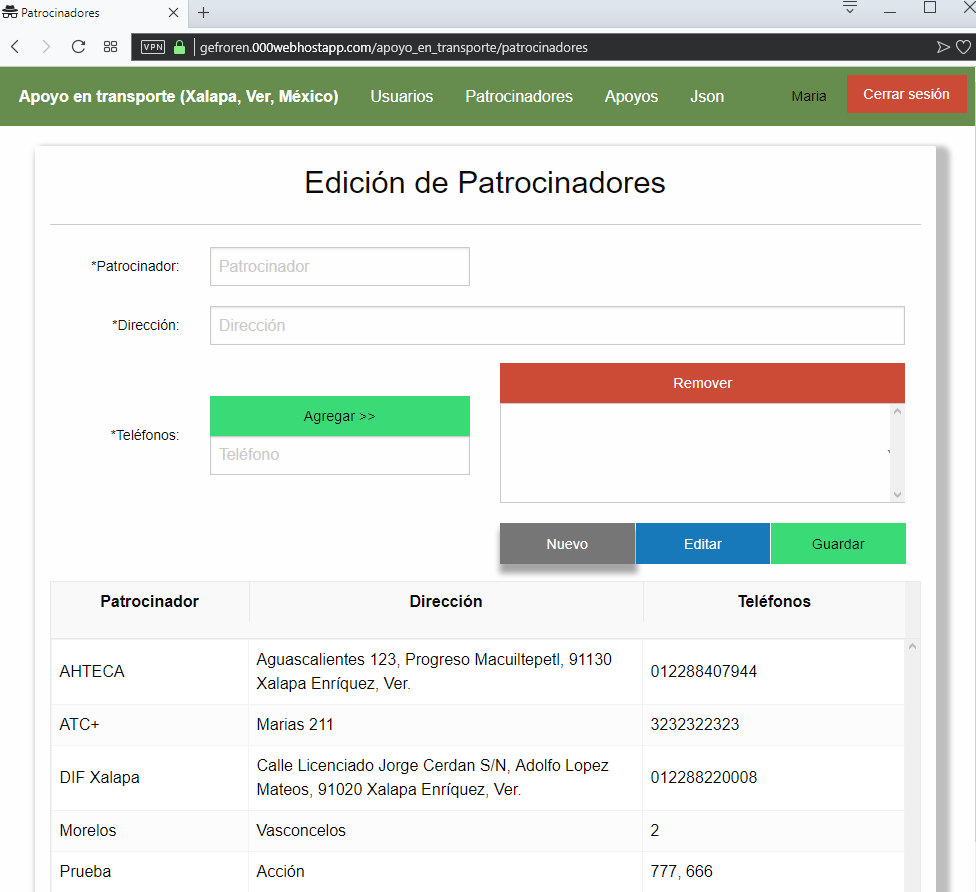 Patrocinadores
VPN gefroren.000webhostapp.com/apoyo_en_transporte/patrocinadores
Apoyo en transporte (Xalapa, Ver, México) Usuarios Patrocinadores Apoyos Json Maria Cerrar sesión
Edición de Patrocinadores
*Patrocinador: Patrocinador
*Dirección: Dirección
Remover
*Teléfonos: Agregar >>
Teléfono
Nuevo Editar Guardar
Patrocinador Dirección Teléfonos
AHTECA Aguascalientes 123, Progreso Macuiltepetl, 91130
Xalapa Enríquez, Ver. 012288407944
ATC+ Marias 211 3232322323
DIF Xalapa Calle Licenciado Jorge Cerdan S/N, Adolfo Lopez
Mateos, 91020 Xalapa Enríquez, Ver. 012288220008
Morelos Vasconcelos 2
Prueba Acción 777, 666